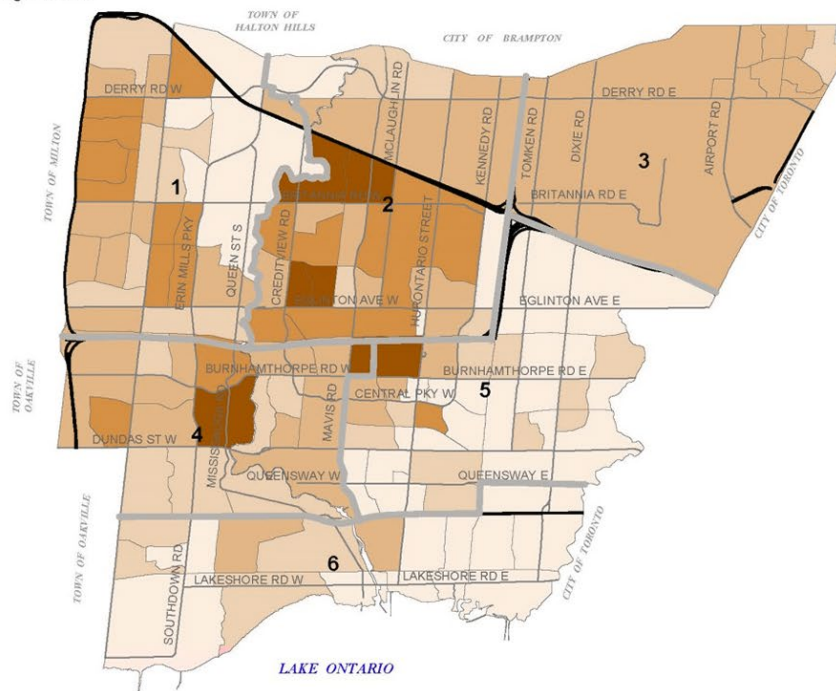 TOWN OF
HALTON HILLS
CITY OF BRAMPTON
DERRY RD W
MCLAUGHLIN RD
KENNEDY RD
TOMKEN RD
DIXIE RD
DERRY RD E
AIRPORT RD
3
TOWN OF MILTON
1
ERIN MILLS PKY
QUEEN ST S
CREDITVIEW RD
2
HURONTARIO STREET
BRITANNIA RD E
CITY OF TORONTO
EGLINTON AVE W
EGLINTON AVE E
TOWN OF
OAKVILLE
BURNHAMTHORPE RD W
BURNHAMTHORPE RD E
CENTRAL PKY W
5
MAVIS RD
4
DUNDAS ST W
QUEENSWAY W
QUEENSWAY E
TOWN OF OAKVILLE
SOUTHDOWN RD
6
LAKESHORE RD W
LAKESHORE RD E
CITY OF TORONTO
LAKE ONTARIO